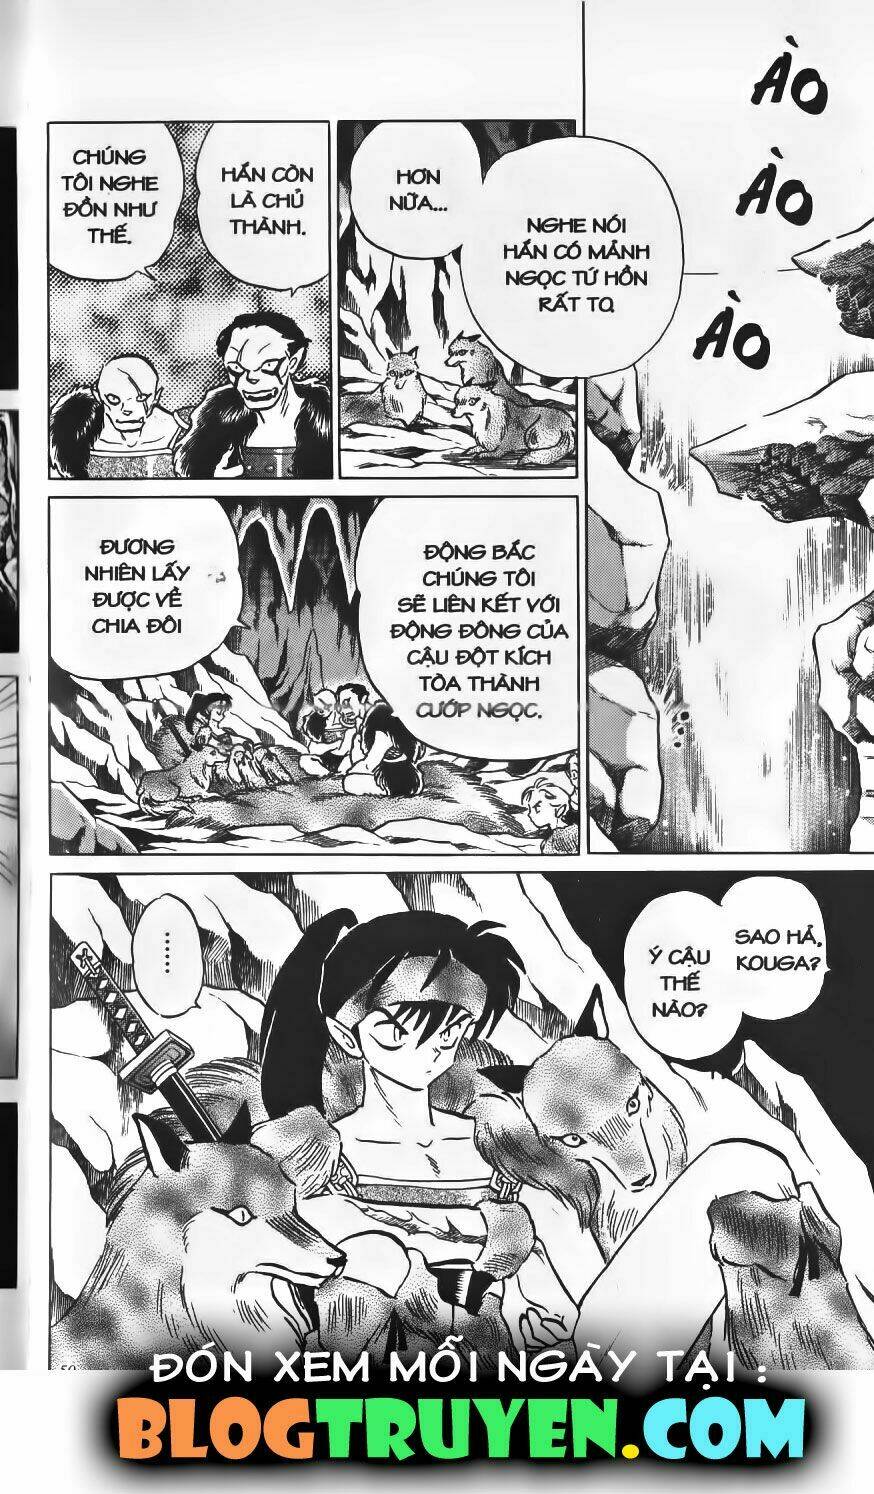 ÀO
ÀO
ÀO
NGHE NÓI
HẮN CÓ MẢNH
NGỌC TỨ HỒN
RẤT TO.
HƠN
NỮA...
HẮN CÒN
LÀ CHỦ
THÀNH.
CHÚNG
TÔI NGHE
ĐỒN NHƯ
THẾ.
ĐỘNG BẮC
CHÚNG TÔI
SẼ LIÊN KẾT VỚI
ĐỘNG ĐÔNG CỦA
CẬU ĐỘT KÍCH
TÒA THÀNH
CƯỚP NGỌC.
ĐƯƠNG
NHIÊN LẤY
ĐƯỢC VỀ
CHIA ĐÔI
SAO HẢ,
KOUGA?
Ý CẬU
THẾ
NÀO?
........
50
ĐÓN XEM MỖI NGÀY TẠI :
BLOGTRUYEN.COM